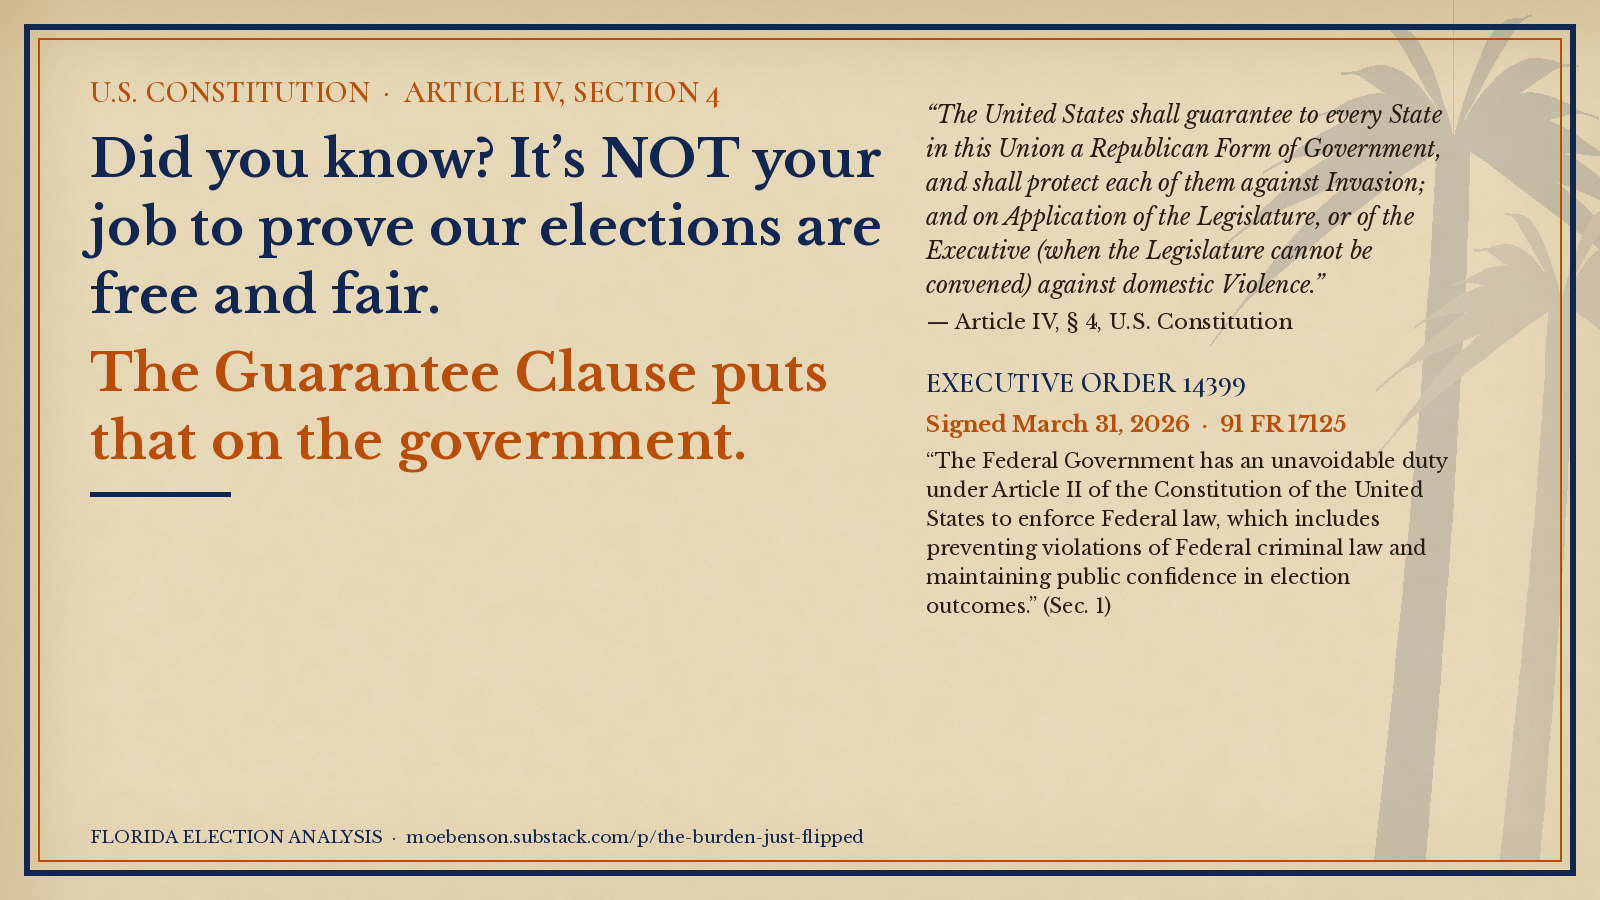 U.S. CONSTITUTION · ARTICLE IV, SECTION 4
Did you know? It’s NOT your
job to prove our elections are
free and fair.
The Guarantee Clause puts
that on the government.
“The United States shall guarantee to every State
in this Union a Republican Form of Government,
and shall protect each of them against Invasion;
and on Application of the Legislature, or of the
Executive (when the Legislature cannot be
convened) against domestic Violence.”
— Article IV, § 4, U.S. Constitution
EXECUTIVE ORDER 14399
Signed March 31, 2026 · 91 FR 17125
“The Federal Government has an unavoidable duty
under Article II of the Constitution of the United
States to enforce Federal law, which includes
preventing violations of Federal criminal law and
maintaining public confidence in election
outcomes.” (Sec. 1)
FLORIDA ELECTION ANALYSIS · moebenson.substack.com/p/the-burden-just-flipped